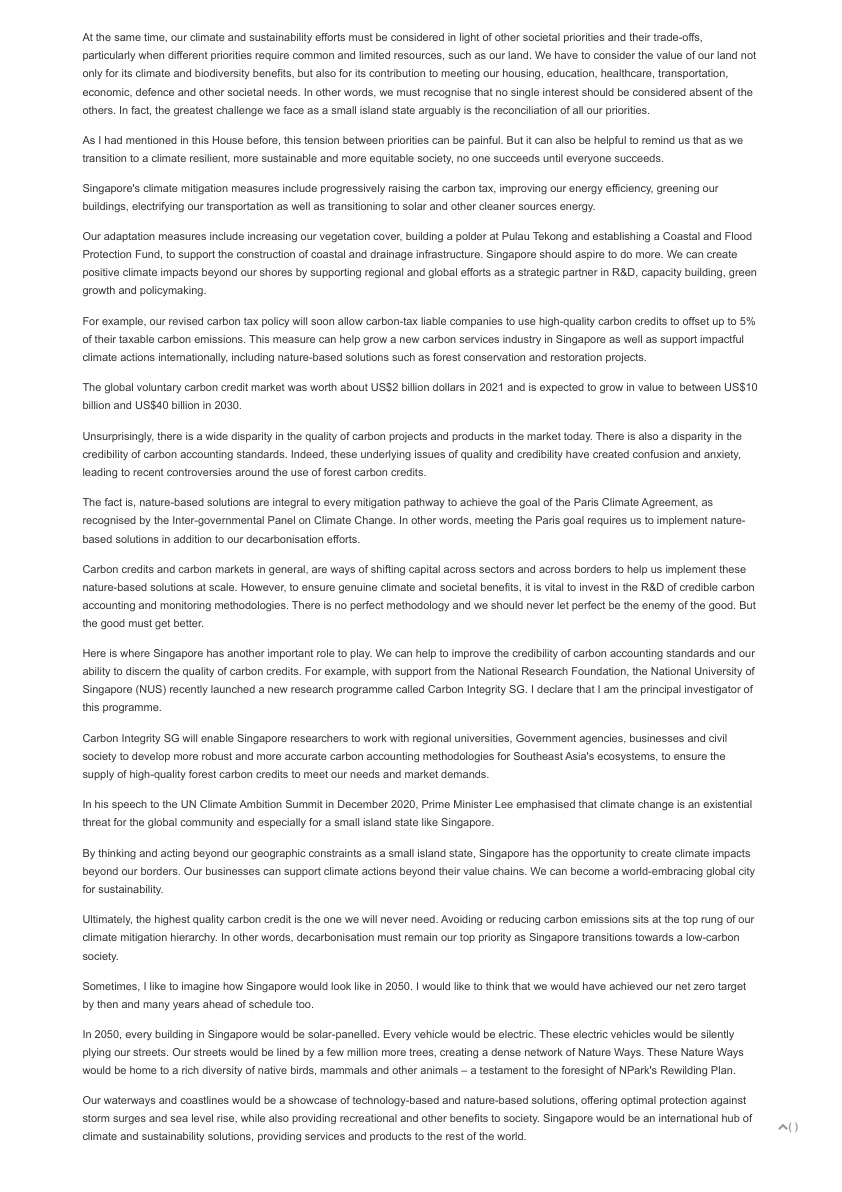 At the same time, our climate and sustainability efforts must be considered in light of other societal priorities and their trade-offs,
particularly when different priorities require common and limited resources, such as our land. We have to consider the value of our land not
only for its climate and biodiversity benefits, but also for its contribution to meeting our housing, education, healthcare, transportation,
economic, defence and other societal needs. In other words, we must recognise that no single interest should be considered absent of the
others. In fact, the greatest challenge we face as a small island state arguably is the reconciliation of all our priorities.
As I had mentioned in this House before, this tension between priorities can be painful. But it can also be helpful to remind us that as we
transition to a climate resilient, more sustainable and more equitable society, no one succeeds until everyone succeeds.
Singapore's climate mitigation measures include progressively raising the carbon tax, improving our energy efficiency, greening our
buildings, electrifying our transportation as well as transitioning to solar and other cleaner sources energy.
Our adaptation measures include increasing our vegetation cover, building a polder at Pulau Tekong and establishing a Coastal and Flood
Protection Fund, to support the construction of coastal and drainage infrastructure. Singapore should aspire to do more. We can create
positive climate impacts beyond our shores by supporting regional and global efforts as a strategic partner in R&D, capacity building, green
growth and policymaking.
For example, our revised carbon tax policy will soon allow carbon-tax liable companies to use high-quality carbon credits to offset up to 5%
of their taxable carbon emissions. This measure can help grow a new carbon services industry in Singapore as well as support impactful
climate actions internationally, including nature-based solutions such as forest conservation and restoration projects.
The global voluntary carbon credit market was worth about US$2 billion dollars in 2021 and is expected to grow in value to between US$10
billion and US$40 billion in 2030.
Unsurprisingly, there is a wide disparity in the quality of carbon projects and products in the market today. There is also a disparity in the
credibility of carbon accounting standards. Indeed, these underlying issues of quality and credibility have created confusion and anxiety,
leading to recent controversies around the use of forest carbon credits.
The fact is, nature-based solutions are integral to every mitigation pathway to achieve the goal of the Paris Climate Agreement, as
recognised by the Inter-governmental Panel on Climate Change. In other words, meeting the Paris goal requires us to implement nature-
based solutions in addition to our decarbonisation efforts.
Carbon credits and carbon markets in general, are ways of shifting capital across sectors and across borders to help us implement these
nature-based solutions at scale. However, to ensure genuine climate and societal benefits, it is vital to invest in the R&D of credible carbon
accounting and monitoring methodologies. There is no perfect methodology and we should never let perfect be the enemy of the good. But
the good must get better.
Here is where Singapore has another important role to play. We can help to improve the credibility of carbon accounting standards and our
ability to discern the quality of carbon credits. For example, with support from the National Research Foundation, the National University of
Singapore (NUS) recently launched a new research programme called Carbon Integrity SG. I declare that I am the principal investigator of
this programme.
Carbon Integrity SG will enable Singapore researchers to work with regional universities, Government agencies, businesses and civil
society to develop more robust and more accurate carbon accounting methodologies for Southeast Asia's ecosystems, to ensure the
supply of high-quality forest carbon credits to meet our needs and market demands.
In his speech to the UN Climate Ambition Summit in December 2020, Prime Minister Lee emphasised that climate change is an existential
threat for the global community and especially for a small island state like Singapore.
By thinking and acting beyond our geographic constraints as a small island state, Singapore has the opportunity to create climate impacts
beyond our borders. Our businesses can support climate actions beyond their value chains. We can become a world-embracing global city
for sustainability.
Ultimately, the highest quality carbon credit is the one we will never need. Avoiding or reducing carbon emissions sits at the top rung of our
climate mitigation hierarchy. In other words, decarbonisation must remain our top priority as Singapore transitions towards a low-carbon
society.
Sometimes, I like to imagine how Singapore would look like in 2050. I would like to think that we would have achieved our net zero target
by then and many years ahead of schedule too.
In 2050, every building in Singapore would be solar-panelled. Every vehicle would be electric. These electric vehicles would be silently
plying our streets. Our streets would be lined by a few million more trees, creating a dense network of Nature Ways. These Nature Ways
would be home to a rich diversity of native birds, mammals and other animals – a testament to the foresight of NPark's Rewilding Plan.
Our waterways and coastlines would be a showcase of technology-based and nature-based solutions, offering optimal protection against
storm surges and sea level rise, while also providing recreational and other benefits to society. Singapore would be an international hub of
climate and sustainability solutions, providing services and products to the rest of the world.
( )